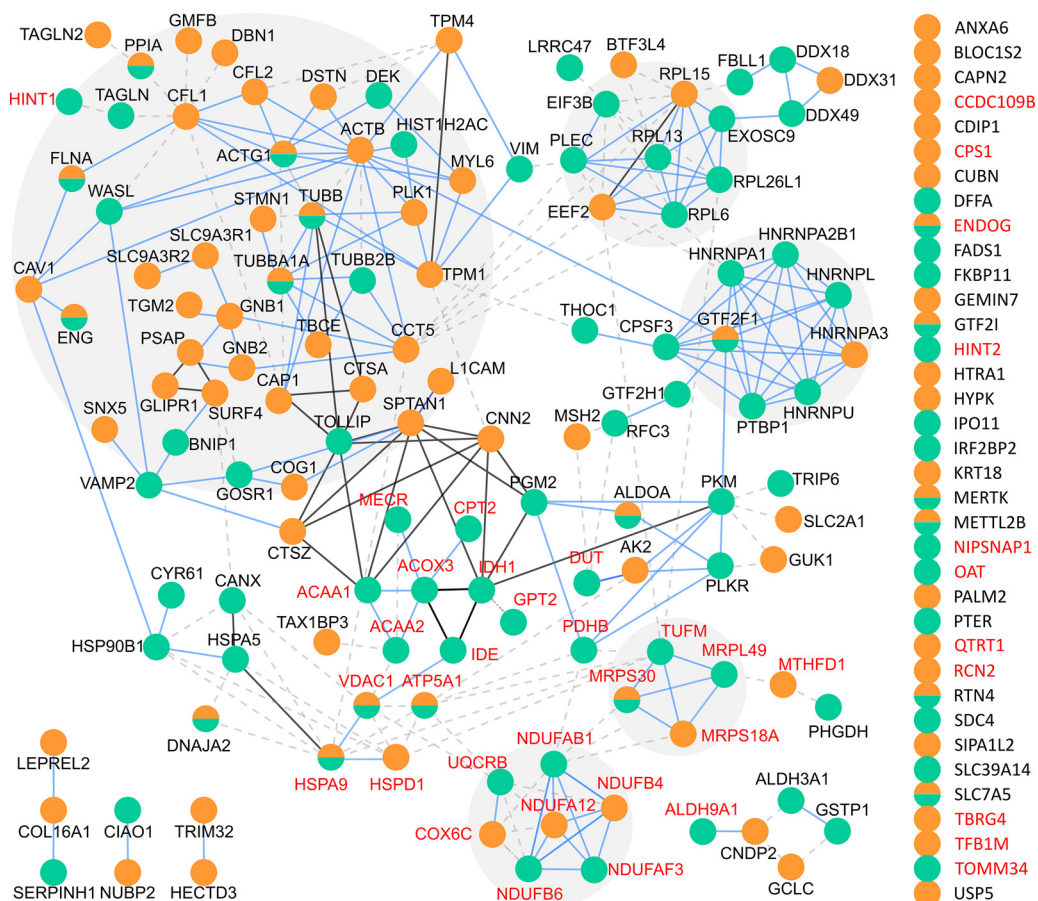 TAGLN2
GMFB
PPIA
DBN1
TPM4
HINT1
TAGLN
CFL1
CFL2
DSTN
DEK
ACTB
HIST1H2AC
FLNA
ACTG1
MYL6
VIM
WASL
STMN1
TUBB
PLK1
SLC9A3R1
SLC9A3R2
TUBBA1A
TUBB2B
TPM1
CAV1
ENG
TGM2
GNB1
TBCE
CCT5
PSAP
GNB2
CTSA
L1CAM
GLIPR1
SURF4
CAP1
SPTAN1
CNN2
SNX5
BNIP1
TOLLIP
VAMP2
GOSR1
COG1
CTSZ
PGM2
LRRC47
BTF3L4
RPL15
FBLL1
DDX18
DDX31
EIF3B
EXOSC9
DDX49
PLEC
RPL13
RPL26L1
EEF2
RPL6
HNRNPA2B1
HNRNPA1
HNRNPL
THOC1
CPSF3
GTF2F1
HNRNPA3
GTF2H1
HNRNPU
PTBP1
MSH2
RFC3
MECR
CPT2
ALDOA
PKM
TRIP6
SLC2A1
DUT
AK2
GUK1
PLKR
ACOX3
IDH1
ACAA1
GPT2
CYR61
CANX
TAX1BP3
ACAA2
IDE
PDHB
HSP90B1
HSPA5
VDAC1
ATP5A1
TUFM
MRPL49
MTHFD1
MRPS30
PHGDH
MRPS18A
DNAJA2
HSPA9
HSPD1
UQCRB
NDUFAB1
NDUFB4
NDUFA12
COX6C
NDUFAF3
NDUFB6
ALDH3A1
ALDH9A1
GSTP1
CNDP2
GCLC
LEPREL2
COL16A1
CIAO1
TRIM32
SERPINH1
NUBP2
HECTD3
ANXA6
BLOC1S2
CAPN2
CCDC109B
CDIP1
CPS1
CUBN
DFFA
ENDOG
FADS1
FKBP11
GEMIN7
GTF2I
HINT2
HTRA1
HYPK
IPO11
IRF2BP2
KRT18
MERTK
METTL2B
NIPSNAP1
OAT
PALM2
PTER
QTRT1
RCN2
RTN4
SDC4
SIPA1L2
SLC39A14
SLC7A5
TBRG4
TFB1M
TOMM34
USP5